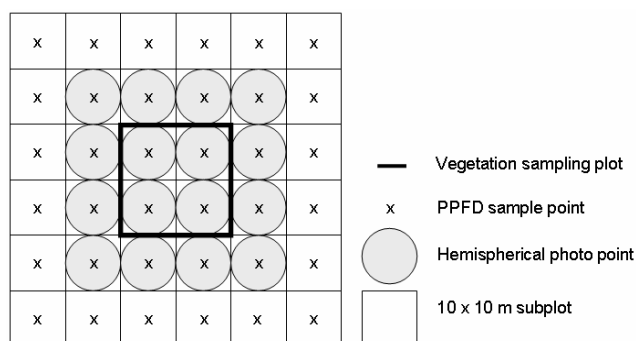 x x x x x x
x x x x x x
x x x x x x
x x x x x x
x x x x x x
x x x x x x
Vegetation sampling plot
x PPFD sample point
Hemispherical photo point
10 x 10 m subplot